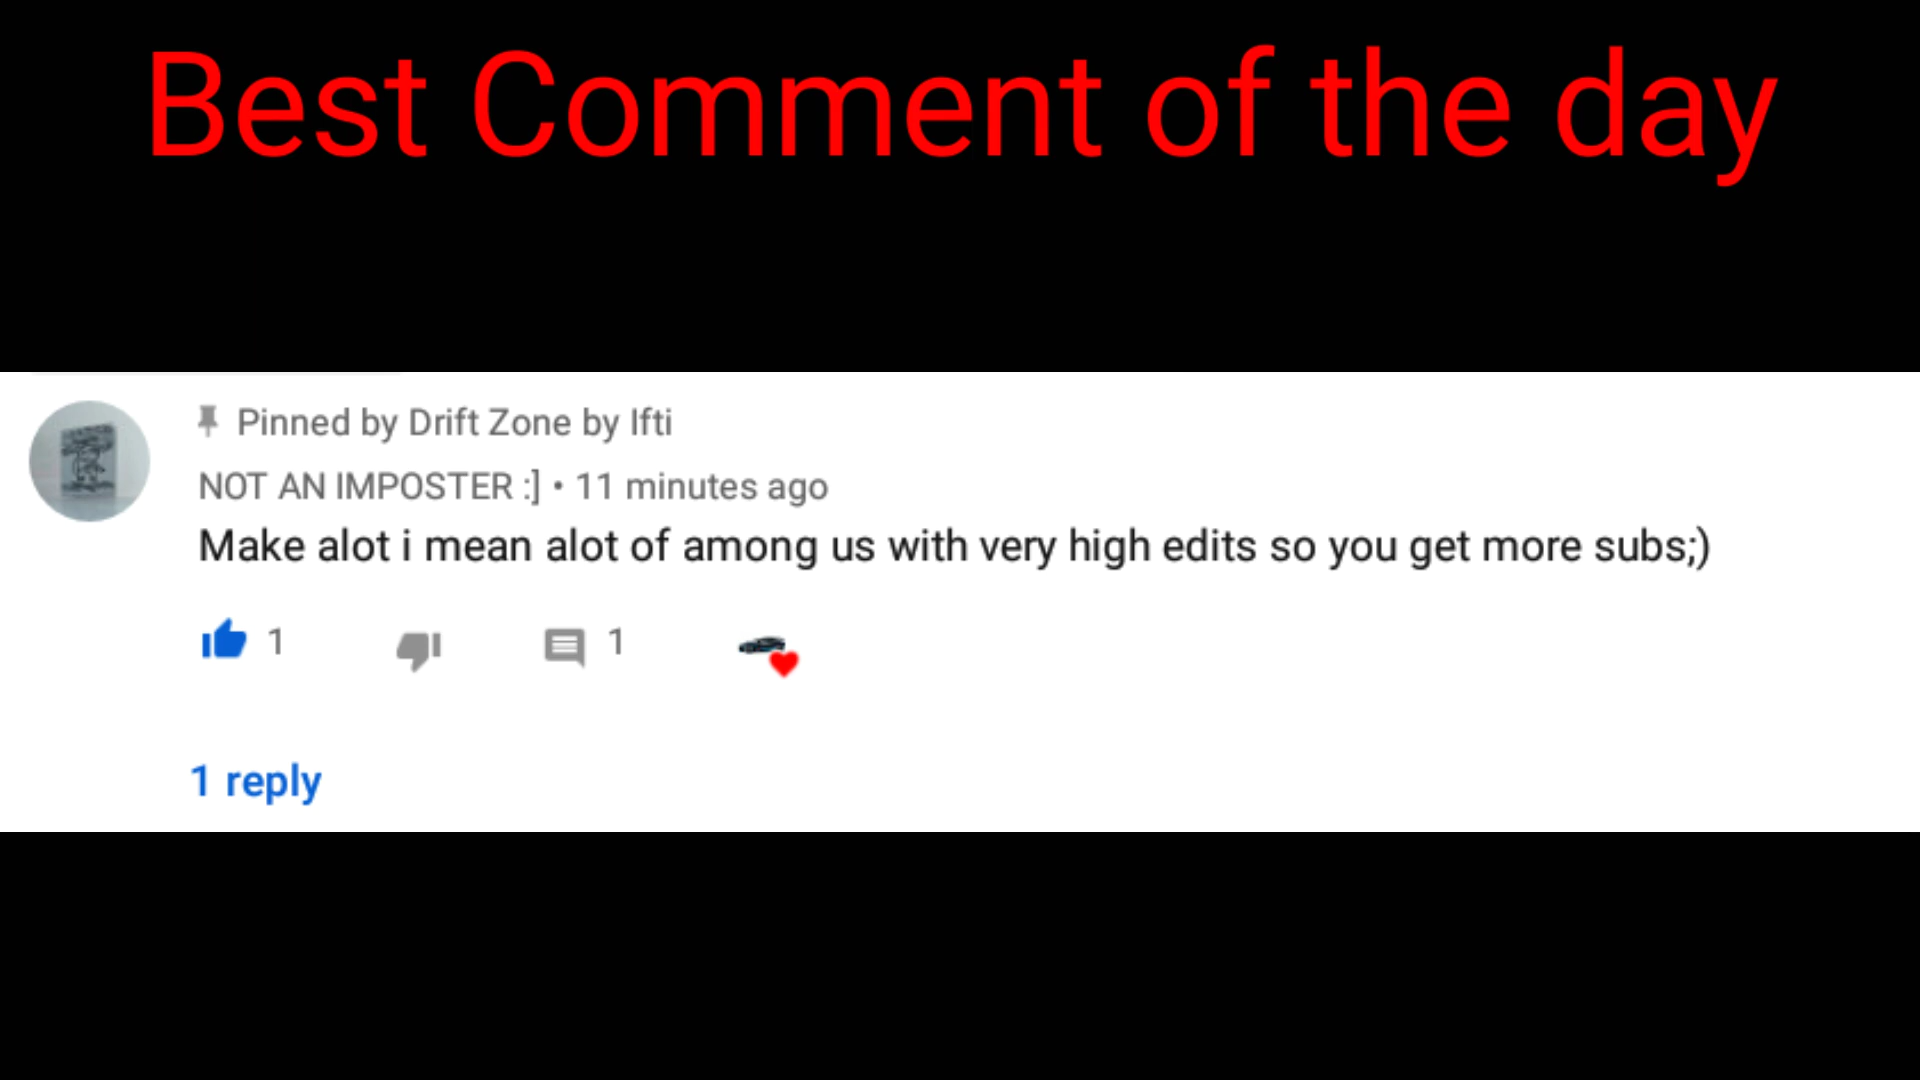 Best Comment of the day
Pinned by Drift Zone by Ifti
NOT AN IMPOSTER :] • 11 minutes ago
Make alot i mean alot of among us with very high edits so you get more subs;)
1 1
1 reply